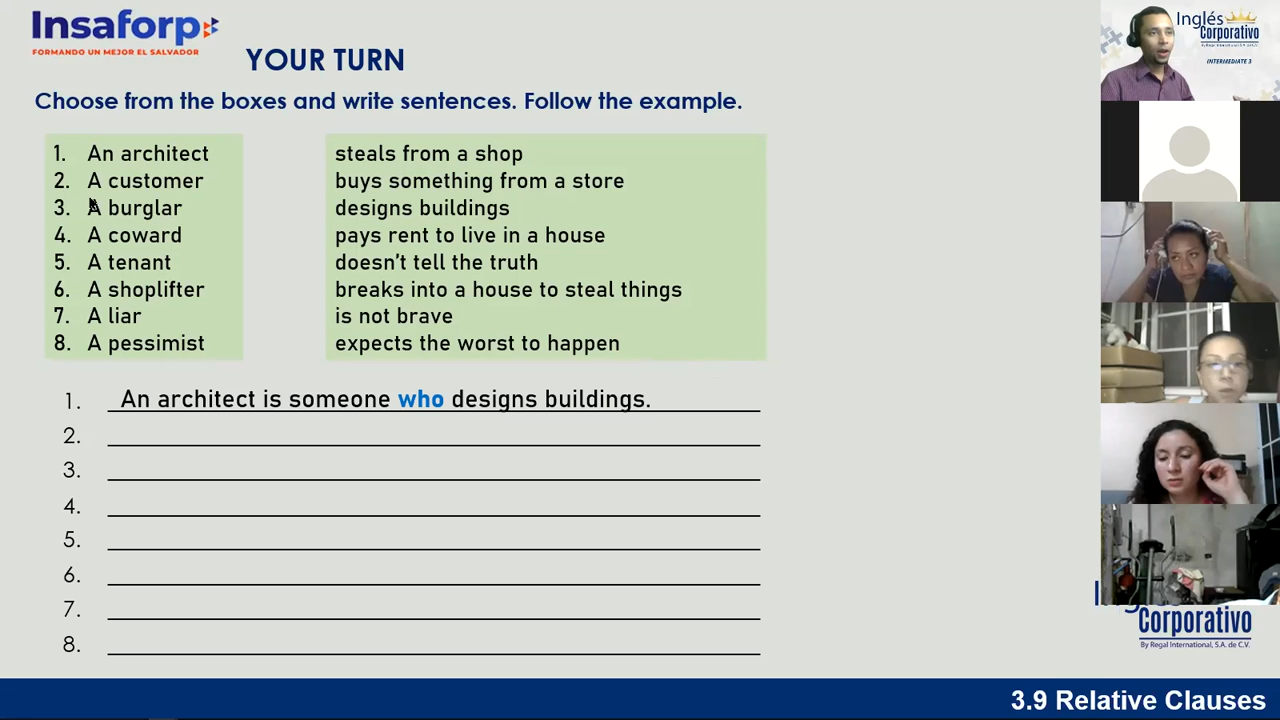 Insaforp
FORMANDO UN MEJOR EL SALVADOR
YOUR TURN
Choose from the boxes and write sentences. Follow the example.
1. An architect
2. A customer
3. A burglar
4. A coward
5. A tenant
6. A shoplifter
7. A liar
8. A pessimist
steals from a shop
buys something from a store
designs buildings
pays rent to live in a house
doesn't tell the truth
breaks into a house to steal things
is not brave
expects the worst to happen
1. An architect is someone who designs buildings.
2.
3.
4.
5.
6.
7.
8.
Inglés
Corporativo
By Regal International, S.A. de C.V.
INTERMEDIATE 3
Corporativo
By Regal International, S.A. de C.V.
3.9 Relative Clauses